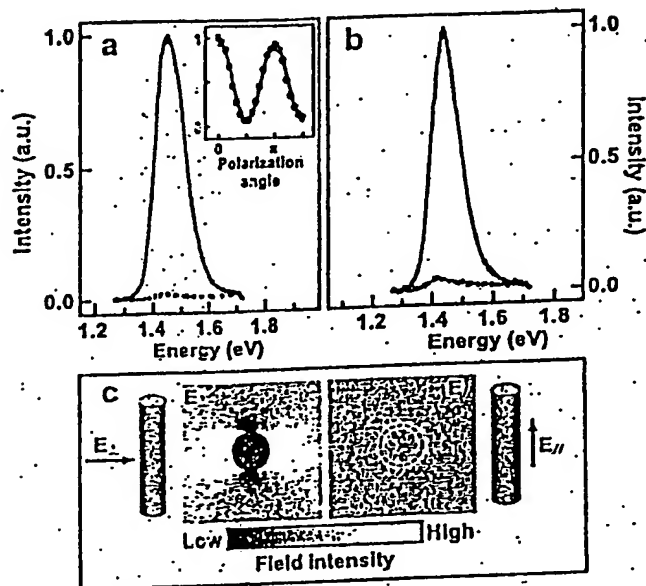 a
Intensity (a.u.)
1.0
0.5
0.0
1
0
π
Polarization
angle
1.2 1.4 1.6 1.8
Energy (eV)
b
1.0
0.5
0.0
Intensity
(a.u.)
1.2 1.4 1.6 1.8
Energy (eV)
c
E⊥
E
E
E//
Low
High
Field intensity